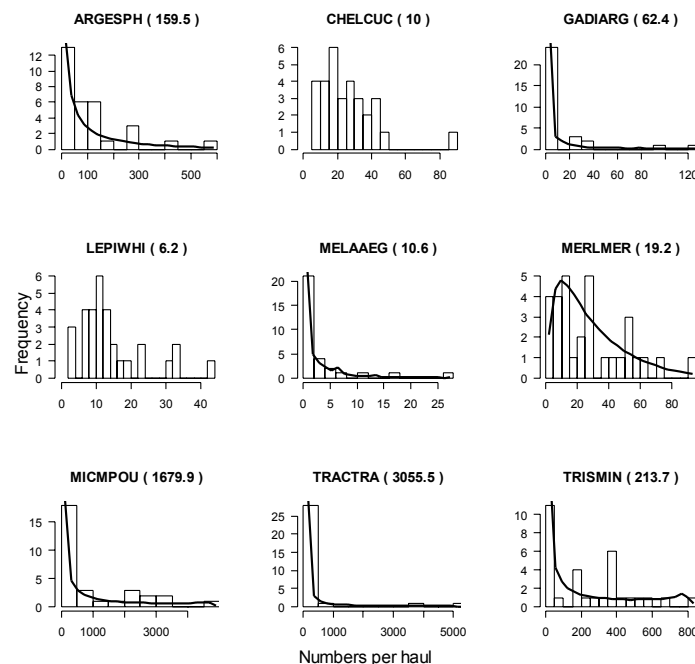 ARGESPH ( 159.5)
12
10
8
6
4
2
0
0 100 300 500
CHELCUC ( 10 )
6
5
4
3
2
1
0
0 20 40 60 80
GADIARG ( 62.4 )
20
15
10
5
0
0 20 40 60 80 120
Frequency
LEPIWHI ( 6.2 )
6
5
4
3
2
1
0
0 10 20 30 40
MELAAEG ( 10.6 )
20
15
10
5
0
0 5 10 15 20 25
MERLMER ( 19.2 )
5
4
3
2
1
0
0 20 40 60 80
MICMPOU ( 1679.9 )
15
10
5
0
0 1000 3000
TRACTRA ( 3055.5 )
25
20
15
10
5
0
0 1000 3000 5000
TRISMIN ( 213.7 )
10
8
6
4
2
0
0 200 400 600 800
Numbers per haul